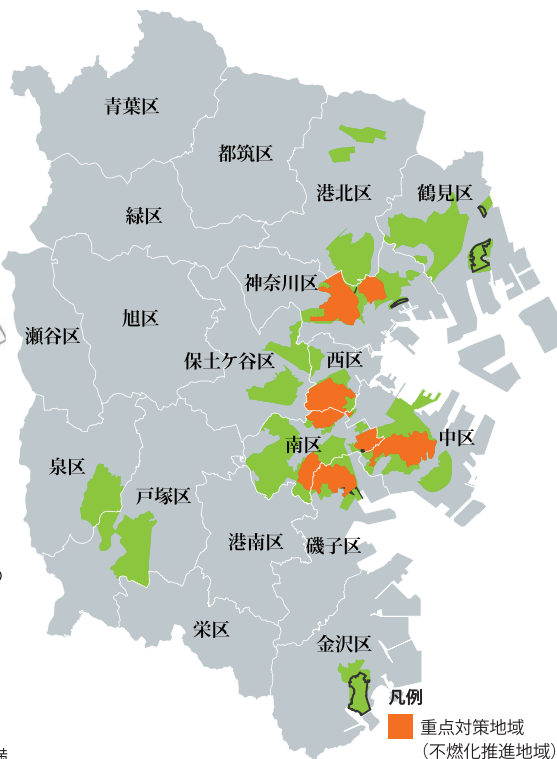 青葉区
都筑区
港北区
鶴見区
緑区
神奈川区
旭区
瀬谷区
保土ケ谷区
西区
中区
南区
泉区
戸塚区
港南区
磯子区
栄区
金沢区
凡例
重点対策地域
（不燃化推進地域）